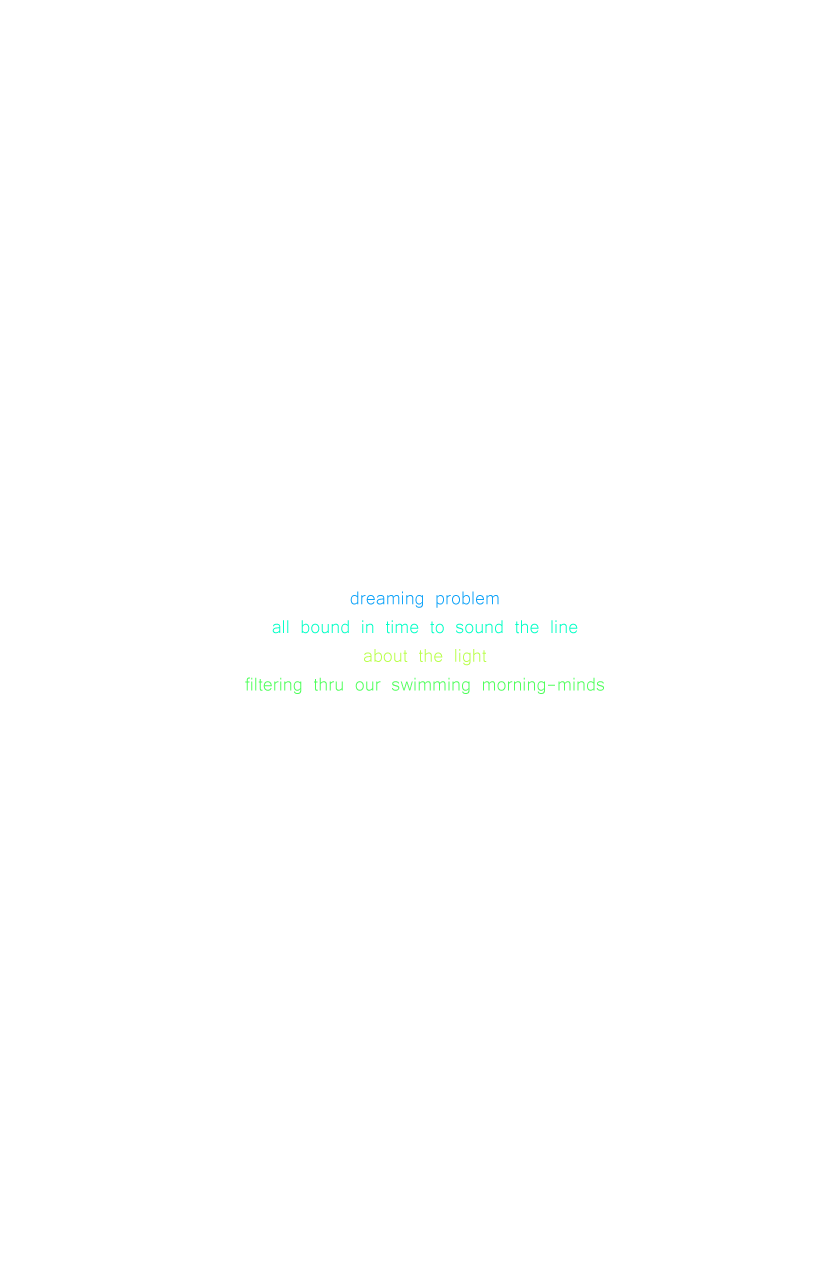 dreaming problem
all bound in time to sound the line
about the light
filtering thru our swimming morning-minds